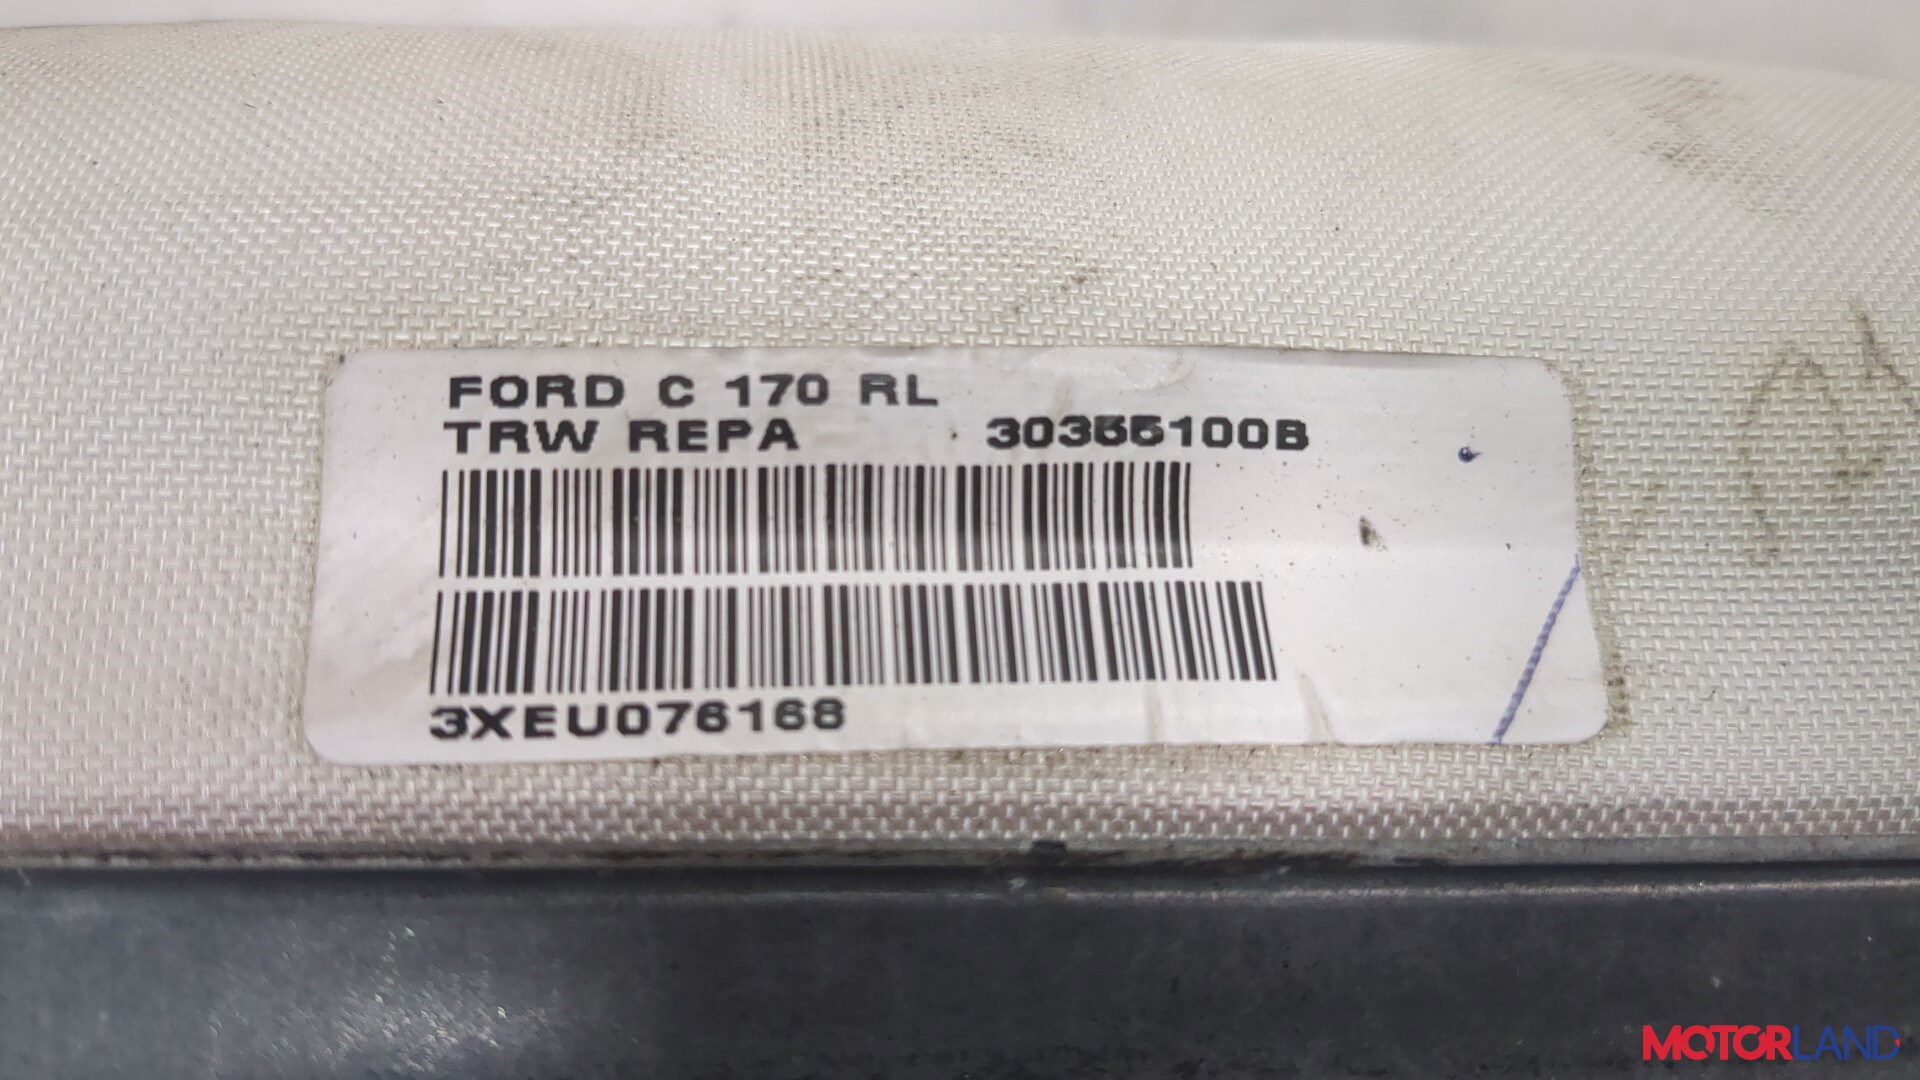 FORD C 170 RL
TRW REPA 30355100B
3XEU076168
MOTORLAND